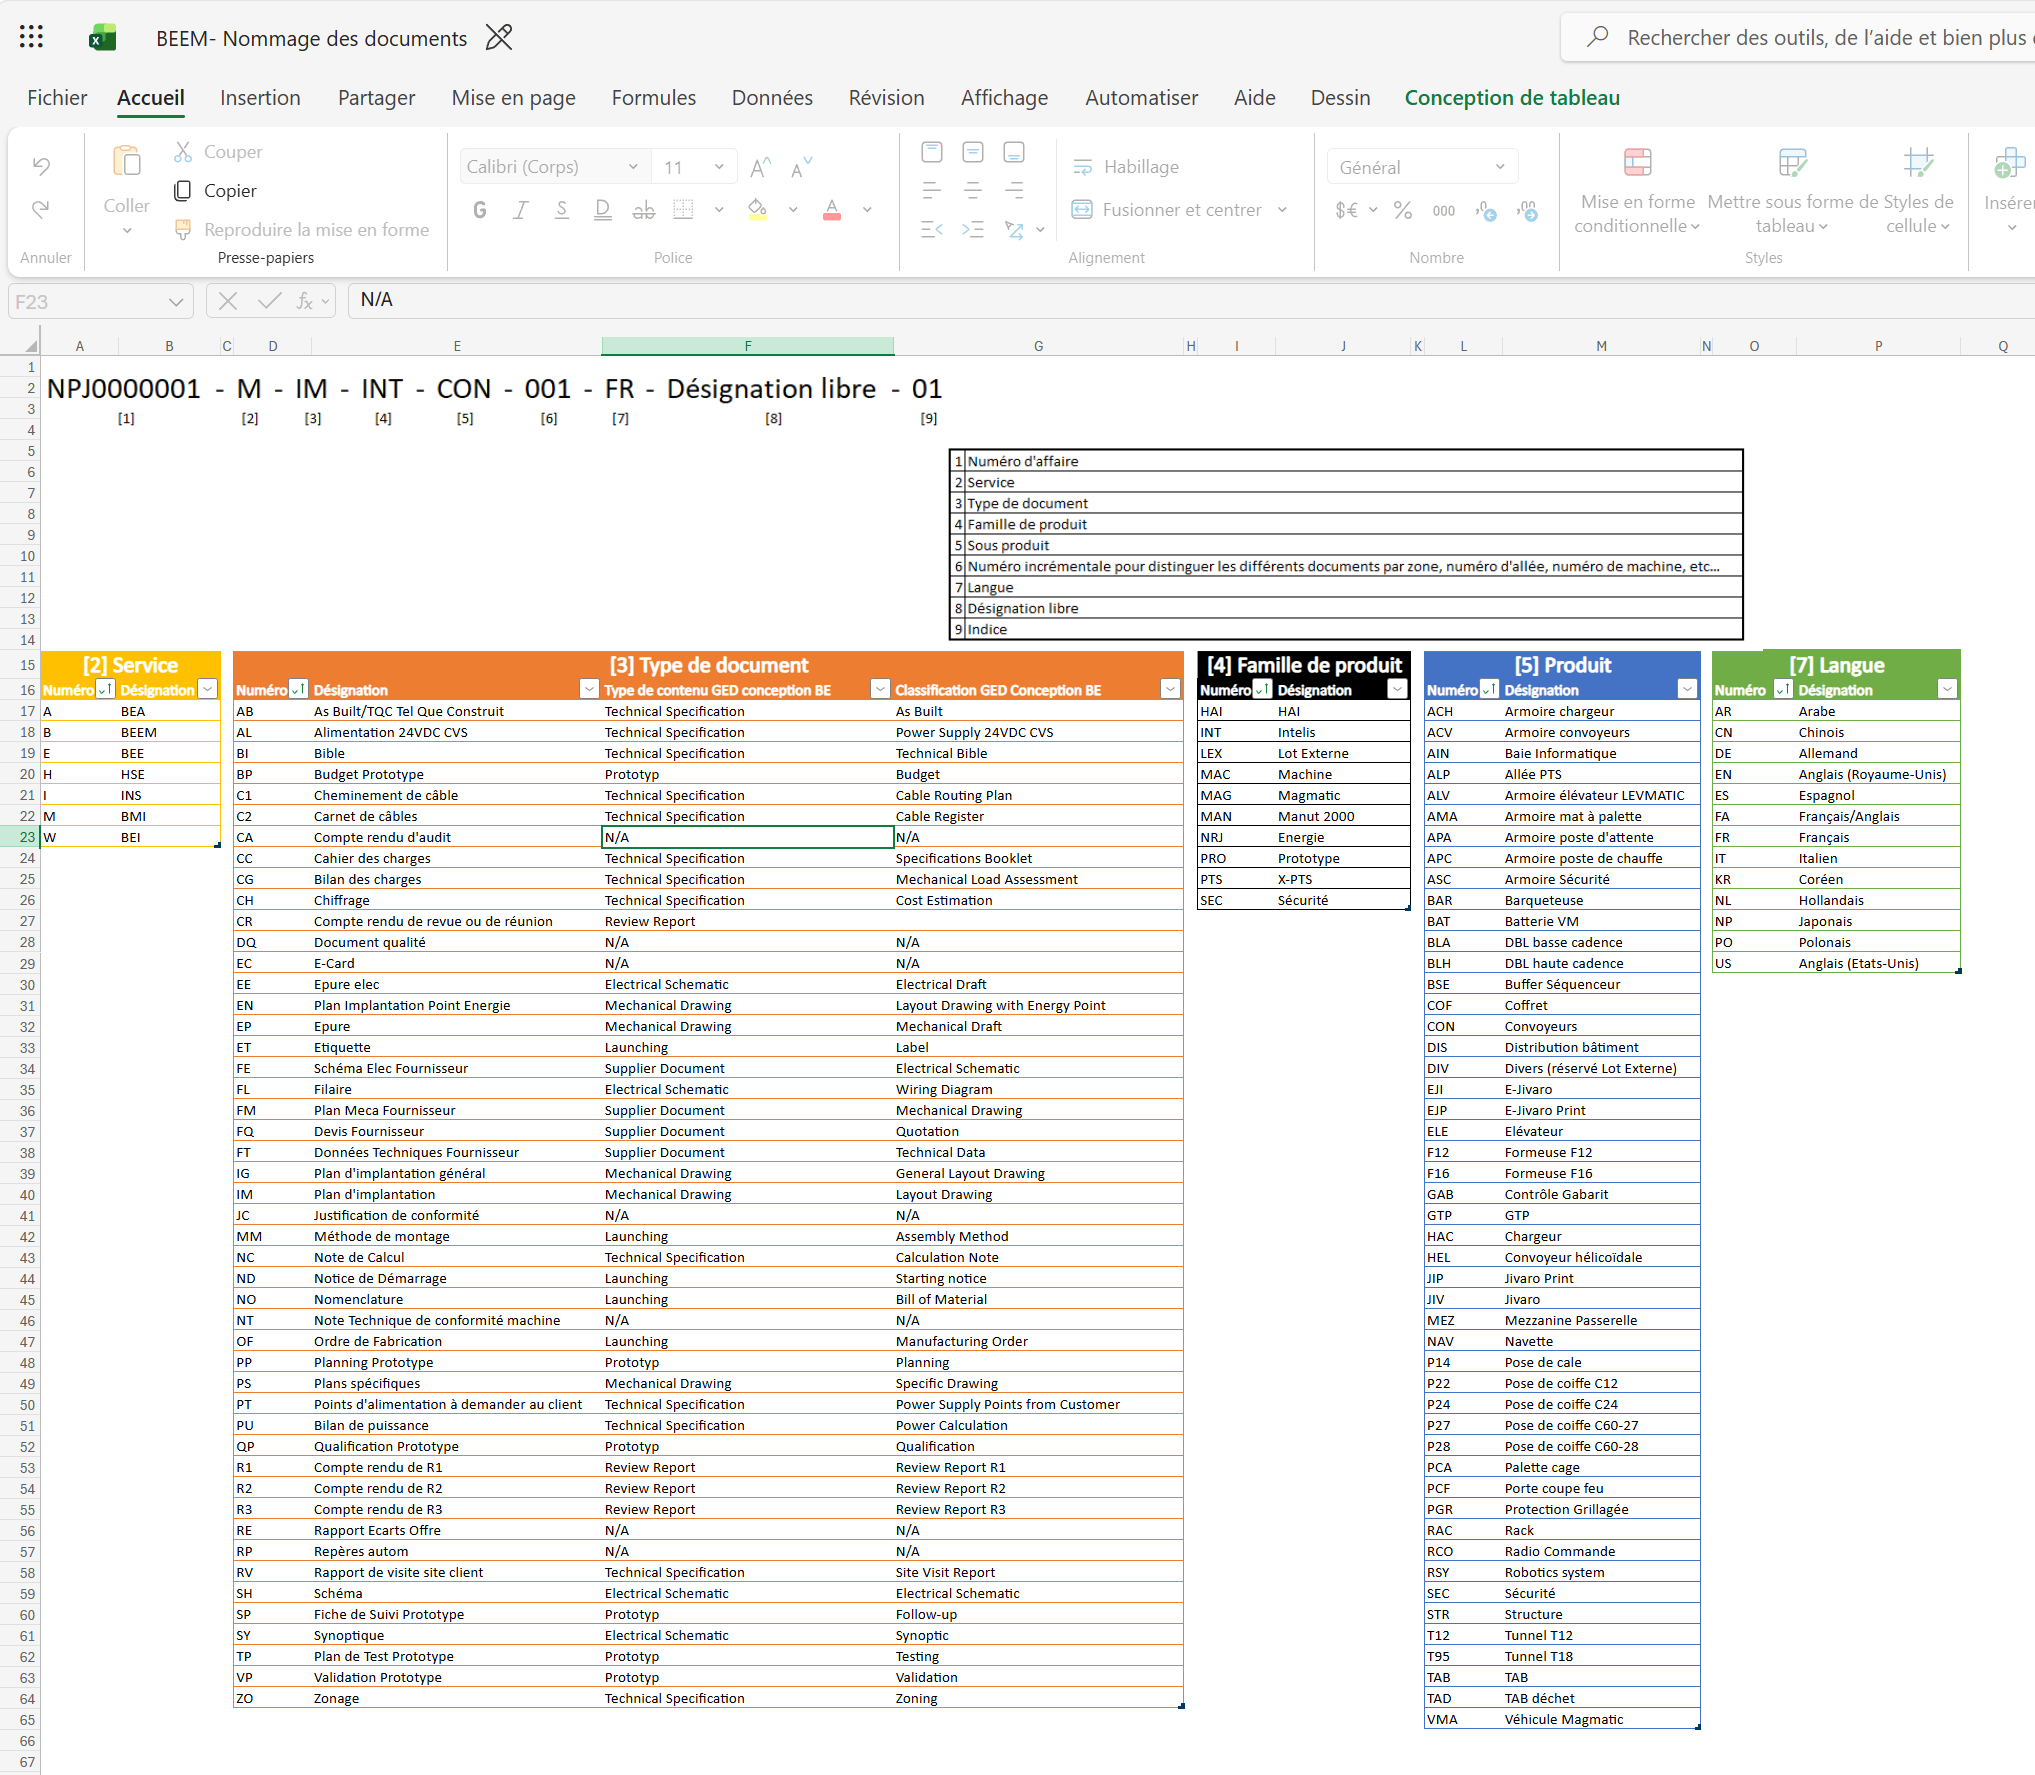 BEEM- Nommage des documents
Rechercher des outils, de l'aide et bien plus
Fichier Accueil Insertion Partager Mise en page Formules Données Révision Affichage Automatiser Aide Dessin Conception de tableau
Couper
Copier
Reproduire la mise en forme
Coller
Calibri (Corps) 11
Habillage
Fusionner et centrer
Général
Mise en forme conditionnelle
Mettre sous forme de tableau
Styles de cellule
Annuler Presse-papiers Police Alignement Nombre Styles
F23 fx N/A
A B C D E F G H I J K L M N O P Q
NPJ0000001 - M - IM - INT - CON - 001 - FR - Désignation libre - 01
[1] [2] [3] [4] [5] [6] [7] [8] [9]
1 Numéro d'affaire
2 Service
3 Type de document
4 Famille de produit
5 Sous produit
6 Numéro incrémentale pour distinguer les différents documents par zone, numéro d'allée, numéro de machine, etc...
7 Langue
8 Désignation libre
9 Indice
[2] Service
Numéro Désignation
A BEA
B BEEM
E BEE
H HSE
I INS
M BMI
W BEI
[3] Type de document
Numéro Désignation Type de contenu GED conception BE Classification GED Conception BE
AB As Built/TQC Tel Que Construit Technical Specification As Built
AL Alimentation 24VDC CVS Technical Specification Power Supply 24VDC CVS
BI Bible Technical Specification Technical Bible
BP Budget Prototype Prototyp Budget
C1 Cheminement de câble Technical Specification Cable Routing Plan
C2 Carnet de câbles Technical Specification Cable Register
CA Compte rendu d'audit N/A N/A
CC Cahier des charges Technical Specification Specifications Booklet
CG Bilan des charges Technical Specification Mechanical Load Assessment
CH Chiffrage Technical Specification Cost Estimation
CR Compte rendu de revue ou de réunion Review Report
DQ Document qualité N/A N/A
EC E-Card N/A N/A
EE Epure elec Electrical Schematic Electrical Draft
EN Plan Implantation Point Energie Mechanical Drawing Layout Drawing with Energy Point
EP Epure Mechanical Drawing Mechanical Draft
ET Etiquette Launching Label
FE Schéma Elec Fournisseur Supplier Document Electrical Schematic
FL Filaire Electrical Schematic Wiring Diagram
FM Plan Meca Fournisseur Supplier Document Mechanical Drawing
FQ Devis Fournisseur Supplier Document Quotation
FT Données Techniques Fournisseur Supplier Document Technical Data
IG Plan d'implantation général Mechanical Drawing General Layout Drawing
IM Plan d'implantation Mechanical Drawing Layout Drawing
JC Justification de conformité N/A N/A
MM Méthode de montage Launching Assembly Method
NC Note de Calcul Technical Specification Calculation Note
ND Notice de Démarrage Launching Starting notice
NO Nomenclature Launching Bill of Material
NT Note Technique de conformité machine N/A N/A
OF Ordre de Fabrication Launching Manufacturing Order
PP Planning Prototype Prototyp Planning
PS Plans spécifiques Mechanical Drawing Specific Drawing
PT Points d'alimentation à demander au client Technical Specification Power Supply Points from Customer
PU Bilan de puissance Technical Specification Power Calculation
QP Qualification Prototype Prototyp Qualification
R1 Compte rendu de R1 Review Report Review Report R1
R2 Compte rendu de R2 Review Report Review Report R2
R3 Compte rendu de R3 Review Report Review Report R3
RE Rapport Ecarts Offre N/A N/A
RP Repères autom N/A N/A
RV Rapport de visite site client Technical Specification Site Visit Report
SH Schéma Electrical Schematic Electrical Schematic
SP Fiche de Suivi Prototype Prototyp Follow-up
SY Synoptique Electrical Schematic Synoptic
TP Plan de Test Prototype Prototyp Testing
VP Validation Prototype Prototyp Validation
ZO Zonage Technical Specification Zoning
[4] Famille de produit
Numéro Désignation
HAI HAI
INT Intelis
LEX Lot Externe
MAC Machine
MAG Magmatic
MAN Manut 2000
NRJ Energie
PRO Prototype
PTS X-PTS
SEC Sécurité
[5] Produit
Numéro Désignation
ACH Armoire chargeur
ACV Armoire convoyeurs
AIN Baie Informatique
ALP Allée PTS
ALV Armoire élévateur LEVMATIC
AMA Armoire mat à palette
APA Armoire poste d'attente
APC Armoire poste de chauffe
ASC Armoire Sécurité
BAR Barqueteuse
BAT Batterie VM
BLA DBL basse cadence
BLH DBL haute cadence
BSE Buffer Séquenceur
COF Coffret
CON Convoyeurs
DIS Distribution bâtiment
DIV Divers (réservé Lot Externe)
EJI E-Jivaro
EJP E-Jivaro Print
ELE Elévateur
F12 Formeuse F12
F16 Formeuse F16
GAB Contrôle Gabarit
GTP GTP
HAC Chargeur
HEL Convoyeur hélicoïdale
JIP Jivaro Print
JIV Jivaro
MEZ Mezzanine Passerelle
NAV Navette
P14 Pose de cale
P22 Pose de coiffe C12
P24 Pose de coiffe C24
P27 Pose de coiffe C60-27
P28 Pose de coiffe C60-28
PCA Palette cage
PCF Porte coupe feu
PGR Protection Grillagée
RAC Rack
RCO Radio Commande
RSY Robotics system
SEC Sécurité
STR Structure
T12 Tunnel T12
T95 Tunnel T18
TAB TAB
TAD TAB déchet
VMA Véhicule Magmatic
[7] Langue
Numéro Désignation
AR Arabe
CN Chinois
DE Allemand
EN Anglais (Royaume-Unis)
ES Espagnol
FA Français/Anglais
FR Français
IT Italien
KR Coréen
NL Hollandais
NP Japonais
PO Polonais
US Anglais (Etats-Unis)